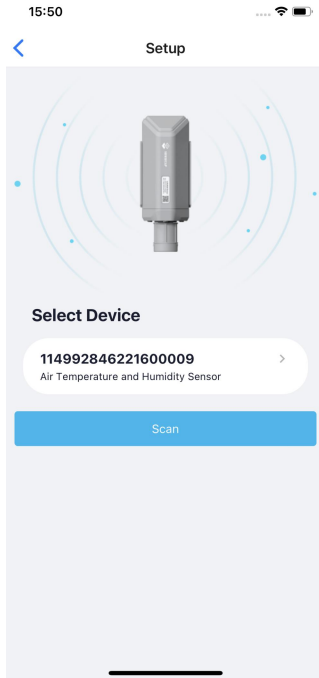 15:50
Setup
Select Device
114992846221600009
Air Temperature and Humidity Sensor
Scan